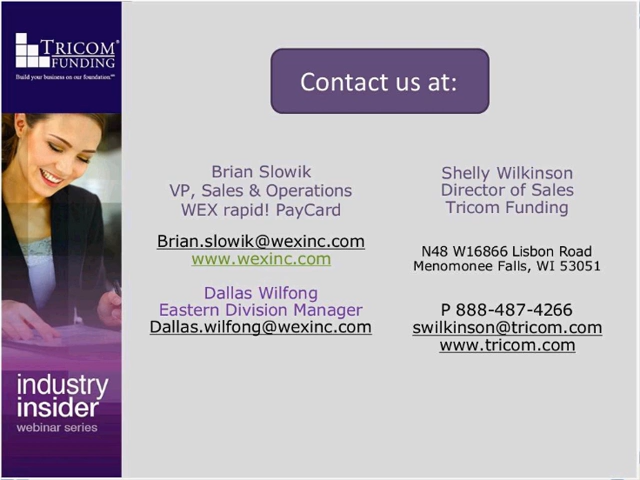 TRICOM®
FUNDING
Build your business on our foundation.℠
Contact us at:
Brian Slowik
VP, Sales & Operations
WEX rapid! PayCard
Brian.slowik@wexinc.com
www.wexinc.com
Dallas Wilfong
Eastern Division Manager
Dallas.wilfong@wexinc.com
Shelly Wilkinson
Director of Sales
Tricom Funding
N48 W16866 Lisbon Road
Menomonee Falls, WI 53051
P 888-487-4266
swilkinson@tricom.com
www.tricom.com
industry
insider
webinar series